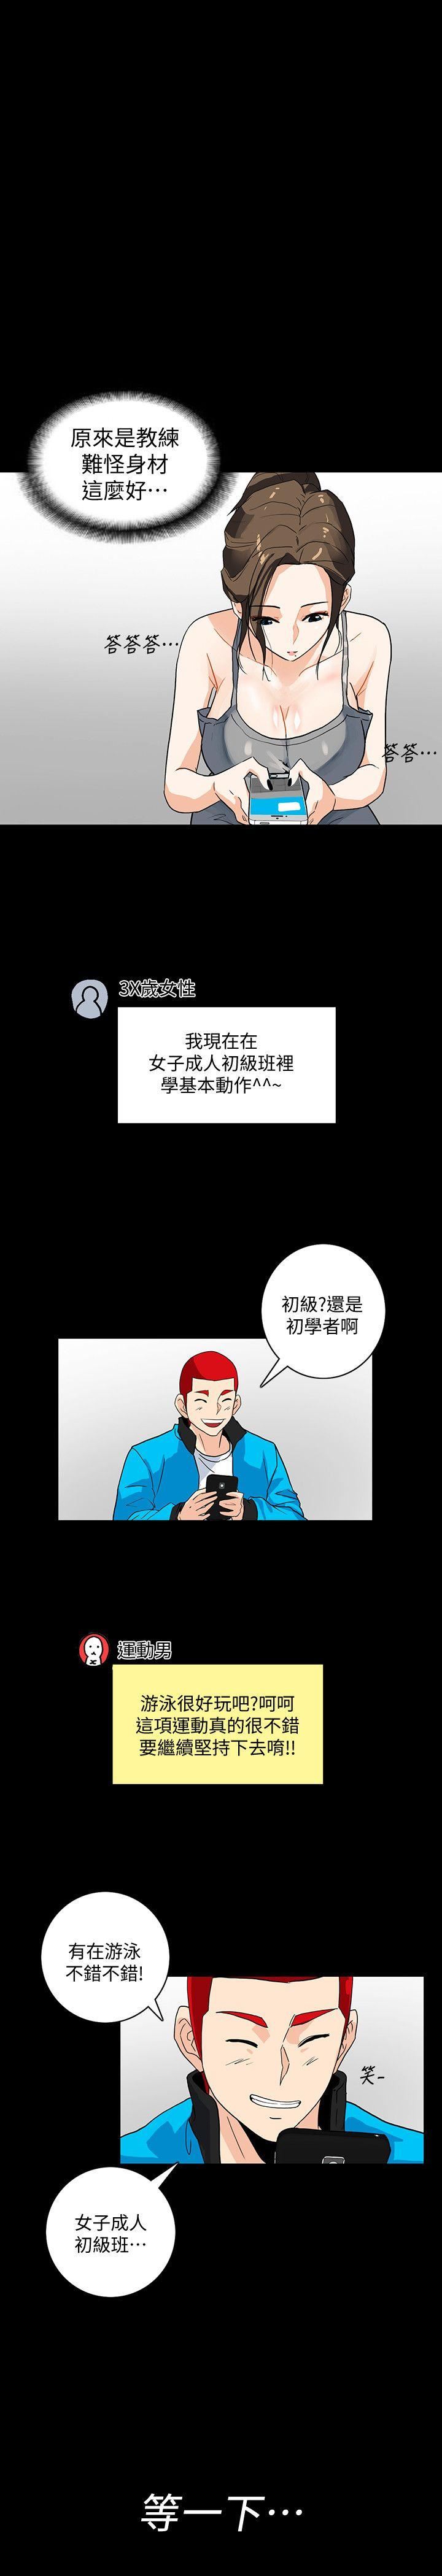 原來是教練
難怪身材
這麼好⋯
答答答⋯
答答⋯
3X歲女性
我現在在
女子成人初級班裡
學基本動作^^~
初級?還是
初學者啊
運動男
游泳很好玩吧?呵呵
這項運動真的很不錯
要繼續堅持下去唷!!
有在游泳
不錯不錯!
笑-
女子成人
初級班⋯
等一下⋯